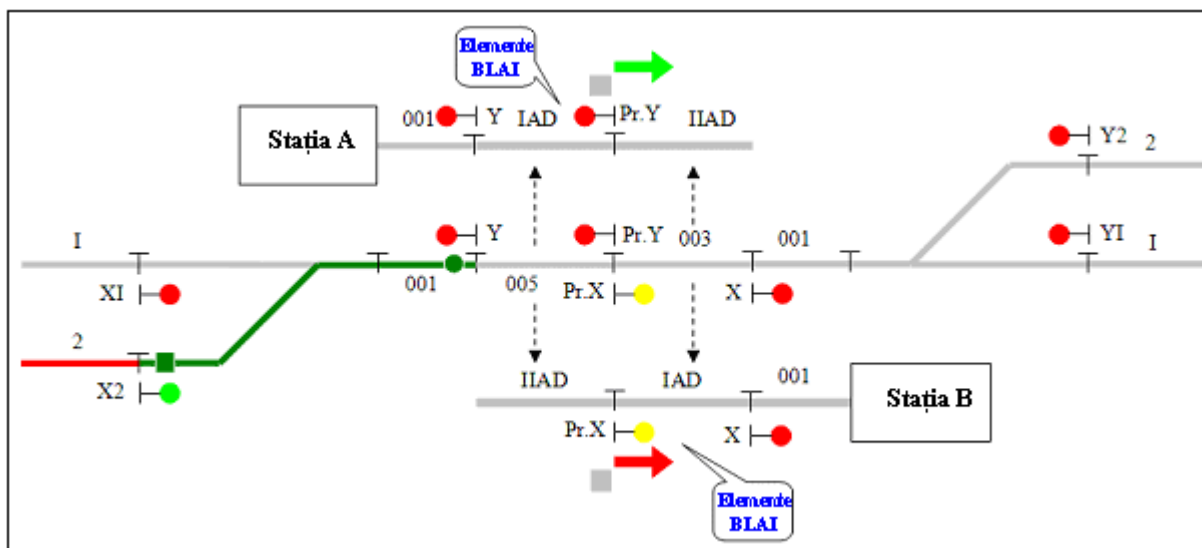 Elemente
BLAI
001 Y IAD Pr.Y IIAD
Stația A
Y2 2
I Y Pr.Y 003 001 YI I
001 005
XI Pr.X X
2
X2
IIAD IAD 001
Stația B
Pr.X X
Elemente
BLAI